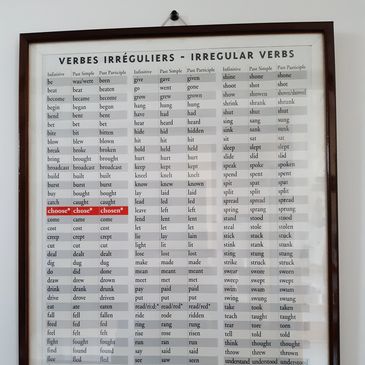 VERBES IRRÉGULIERS - IRREGULAR VERBS
Infinitive Past Simple Past Participle Infinitive Past Simple Past Participle Infinitive Past Simple Past Participle
be was/were been give gave given shine shone shone
beat beat beaten go went gone shoot shot shot
become became become grow grew grown show showed
begin began begun hang hung hung shrink shrank shrunk
bend bent bent have had had shut shut shut
bet bet bet hear heard heard sing sang sung
bite bit bitten hide hid hidden sink sank sunk
blow blew blown hit hit hit sit sat sat
break broke broken hold held held sleep slept slept
bring brought brought hurt hurt hurt slide slid slid
broadcast broadcast broadcast keep kept kept speak spoke spoken
build built built kneel knelt knelt spend spent spent
burst burst burst know knew known spit spat spat
buy bought bought lay laid laid split split split
catch caught caught lead led led spread spread spread
choose* chose* chosen* leave left left spring sprang sprung
come came come lend lent lent stand stood stood
cost cost cost let let let steal stole stolen
creep crept crept lie lay lain stick stuck stuck
cut cut cut light lit lit stink stank stunk
deal dealt dealt lose lost lost sting stung stung
dig dug dug make made made strike struck struck
do did done mean meant meant swear swore sworn
draw drew drawn meet met met sweep swept swept
drink drank drunk pay paid paid swim swam swum
drive drove driven put put put swing swung swung
eat ate eaten read/red/* read/red* read/red/* take took taken
fall fell fallen ride rode ridden teach taught taught
feed fed fed ring rang rung tear tore torn
feel felt felt rise rose risen tell told told
fight fought fought run ran run think thought thought
find found found say said said throw threw thrown
flee fled fled see saw seen understand understood understood